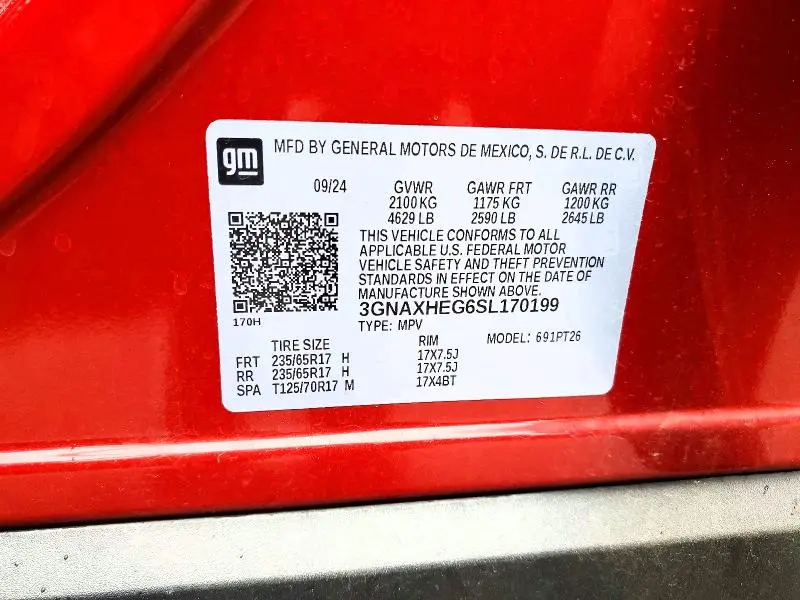 gm MFD BY GENERAL MOTORS DE MEXICO, S. DE R.L. DE C.V.
09/24 GVWR GAWR FRT GAWR RR
2100 KG 1175 KG 1200 KG
4629 LB 2590 LB 2645 LB
THIS VEHICLE CONFORMS TO ALL
APPLICABLE U.S. FEDERAL MOTOR
VEHICLE SAFETY AND THEFT PREVENTION
STANDARDS IN EFFECT ON THE DATE OF
MANUFACTURE SHOWN ABOVE.
3GNAXHEG6SL170199
170H TYPE: MPV MODEL: 691PT26
TIRE SIZE RIM
FRT 235/65R17 H 17X7.5J
RR 235/65R17 H 17X7.5J
SPA T125/70R17 M 17X4BT